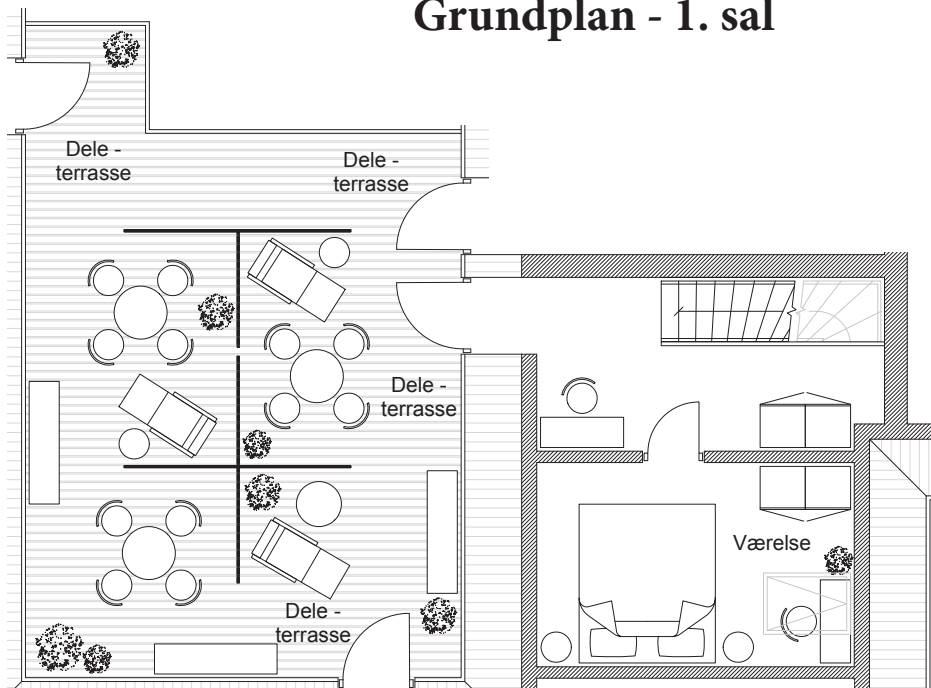 Grundplan - 1. sal
Dele -
terrasse
Dele -
terrasse
Dele -
terrasse
Værelse
Dele -
terrasse